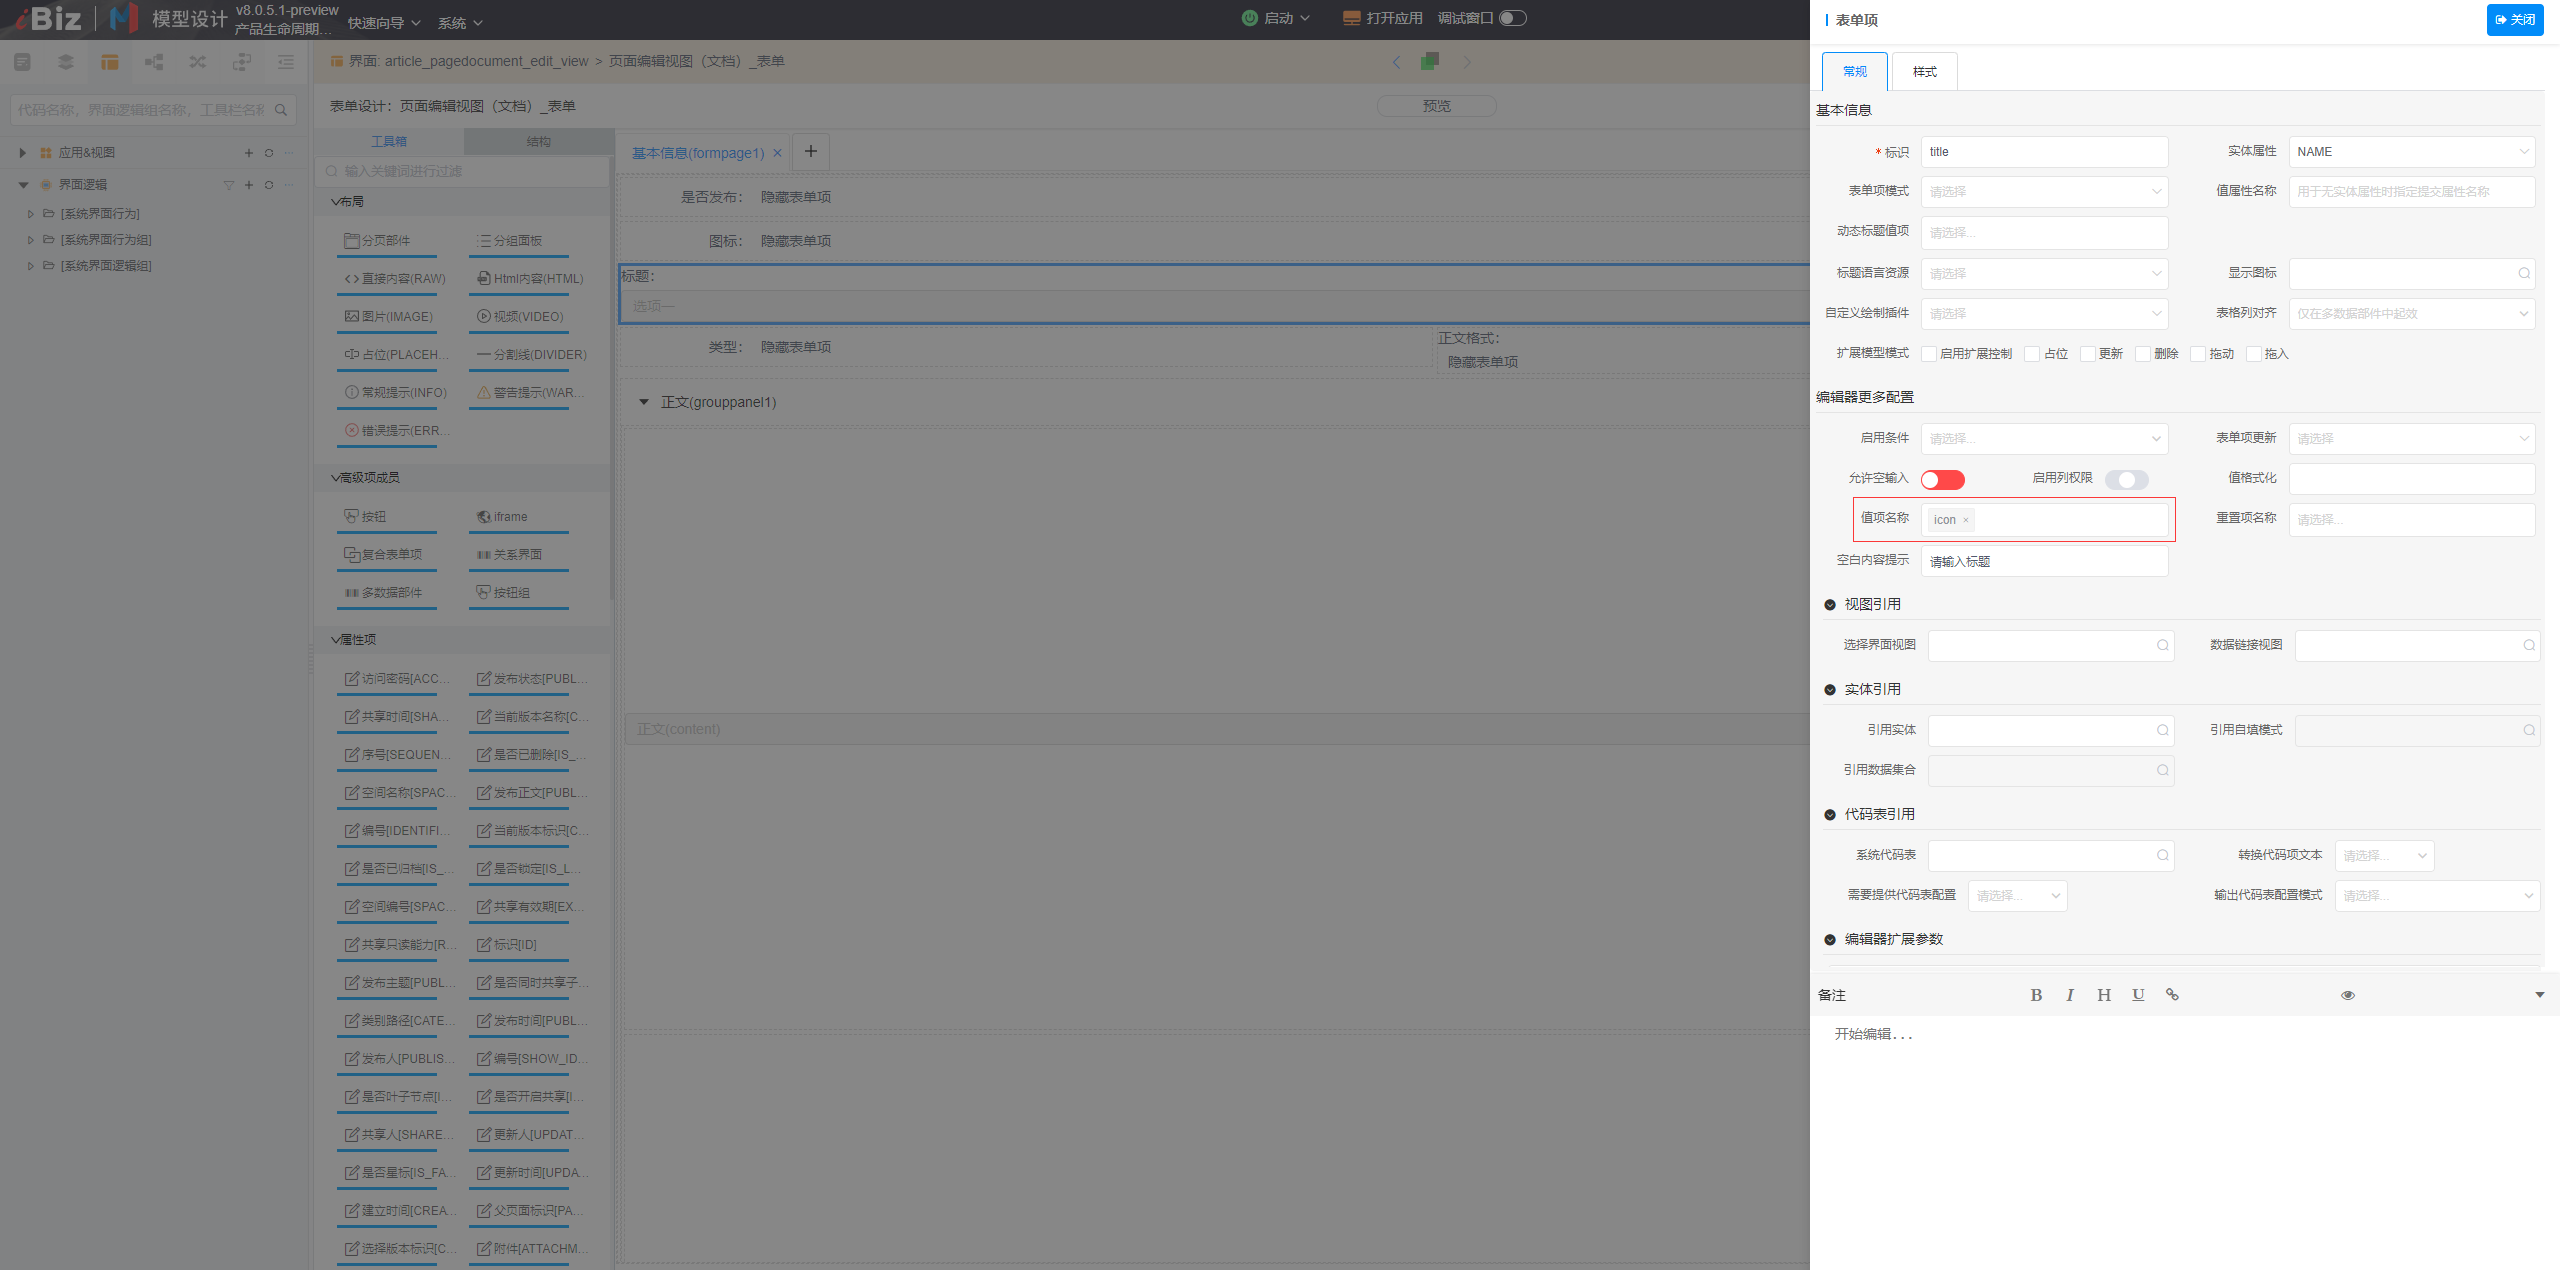 iBiz 模型设计 v8.0.5.1-preview
产品生命周期... 快速向导 系统 启动 打开应用 调试窗口
代码名称，界面逻辑组名称，工具栏名称
应用&视图
界面逻辑
[系统界面行为]
[系统界面行为组]
[系统界面逻辑组]
界面: article_pagedocument_edit_view > 页面编辑视图（文档）_表单
表单设计：页面编辑视图（文档）_表单 预览
工具箱 结构
输入关键词进行过滤
布局
分页部件 分组面板
直接内容(RAW) Html内容(HTML)
图片(IMAGE) 视频(VIDEO)
占位(PLACEH... 分割线(DIVIDER)
常规提示(INFO) 警告提示(WAR...
错误提示(ERR...
高级项成员
按钮 iframe
复合表单项 关系界面
多数据部件 按钮组
属性项
访问密码[ACC... 发布状态[PUBL...
共享时间[SHA... 当前版本名称[C...
序号[SEQUEN... 是否已删除[IS_...
空间名称[SPAC... 发布正文[PUBL...
编号[IDENTIFI... 当前版本标识[C...
是否已归档[IS_... 是否锁定[IS_L...
空间编号[SPAC... 共享有效期[EX...
共享只读能力[R... 标识[ID]
发布主题[PUBL... 是否同时共享子...
类别路径[CATE... 发布时间[PUBL...
发布人[PUBLIS... 编号[SHOW_ID...
是否叶子节点[I... 是否开启共享[I...
共享人[SHARE... 更新人[UPDAT...
是否星标[IS_FA... 更新时间[UPDA...
建立时间[CREA... 父页面标识[PA...
选择版本标识[C... 附件[ATTACHM...
基本信息(formpage1) × +
是否发布： 隐藏表单项
图标： 隐藏表单项
标题：
选项一
类型： 隐藏表单项
正文格式：
隐藏表单项
正文(grouppanel1)
正文(content)
表单项 关闭
常规 样式
基本信息
* 标识 title 实体属性 NAME
表单项模式 请选择 值属性名称 用于无实体属性时指定提交属性名称
动态标题值项 请选择...
标题语言资源 请选择 显示图标
自定义绘制插件 请选择 表格列对齐 仅在多数据部件中起效
扩展模型模式 启用扩展控制 占位 更新 删除 拖动 拖入
编辑器更多配置
启用条件 请选择... 表单项更新 请选择
允许空输入 启用列权限 值格式化
值项名称 icon × 重置项名称 请选择...
空白内容提示 请输入标题
视图引用
选择界面视图 数据链接视图
实体引用
引用实体 引用自填模式
引用数据集合
代码表引用
系统代码表 转换代码项文本 请选择...
需要提供代码表配置 请选择... 输出代码表配置模式 请选择...
编辑器扩展参数
备注 B I H U
开始编辑...